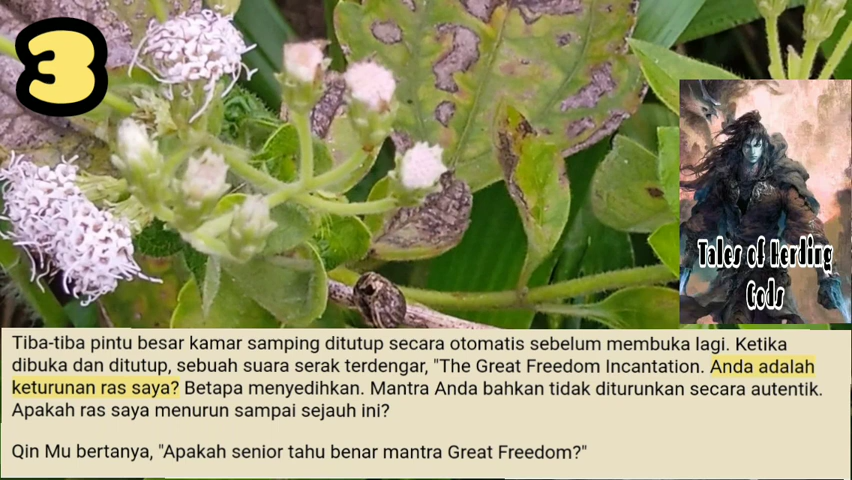 3
Tales of Herding
Gods
Tiba-tiba pintu besar kamar samping ditutup secara otomatis sebelum membuka lagi. Ketika
dibuka dan ditutup, sebuah suara serak terdengar, "The Great Freedom Incantation. Anda adalah
keturunan ras saya? Betapa menyedihkan. Mantra Anda bahkan tidak diturunkan secara autentik.
Apakah ras saya menurun sampai sejauh ini?
Qin Mu bertanya, "Apakah senior tahu benar mantra Great Freedom?"